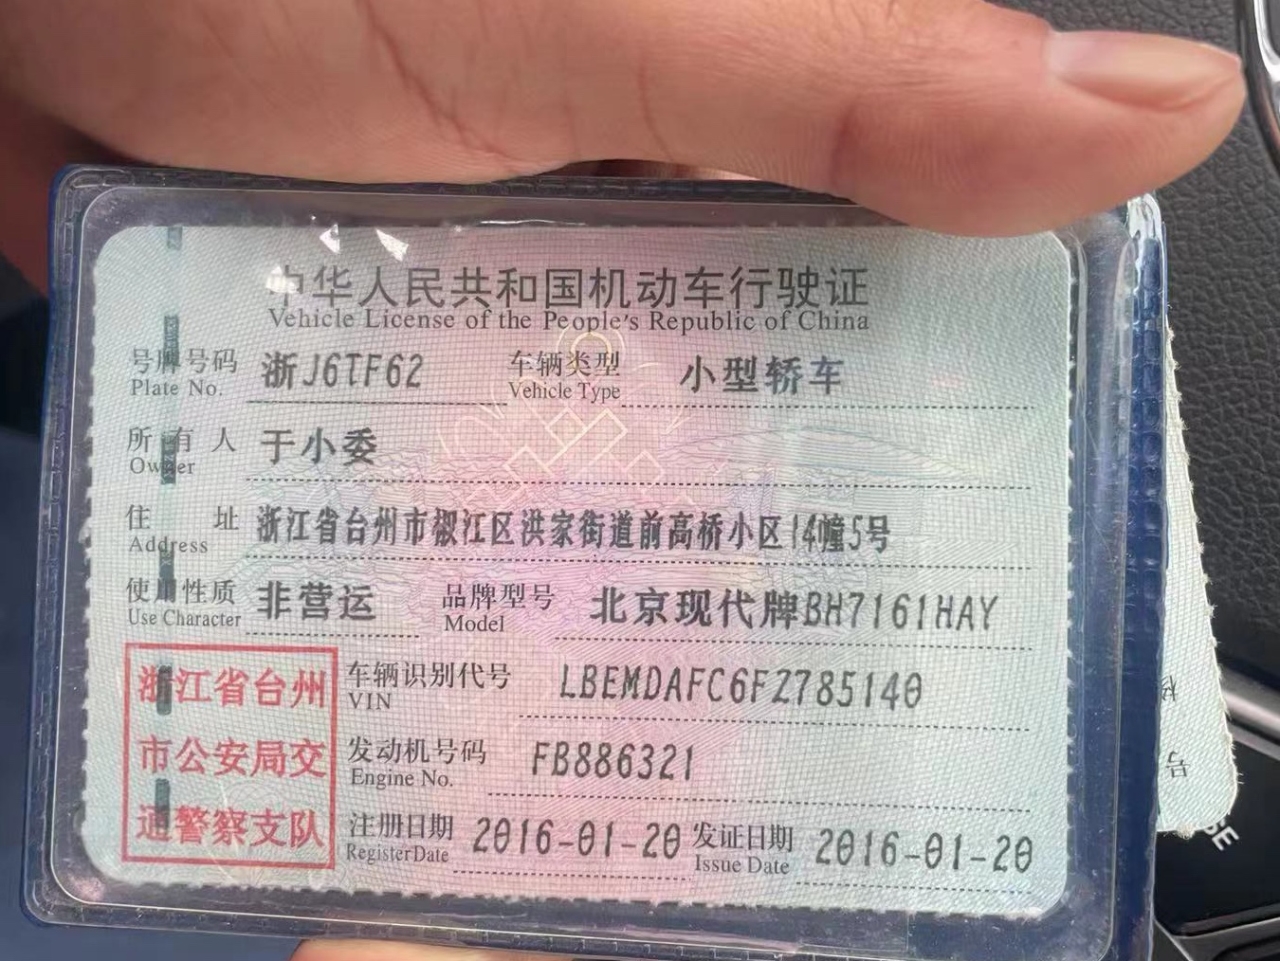 中华人民共和国机动车行驶证
Vehicle License of the People's Republic of China
号牌号码 浙J6TF62 车辆类型 小型轿车
Plate No. Vehicle Type
所有人 于小委
Owner
住址 浙江省台州市椒江区洪家街道前高桥小区14幢5号
Address
使用性质 非营运 品牌型号 北京现代牌BH7161HAY
Use Character Model
浙江省台州
市公安局交
通警察支队
车辆识别代号 LBEMDAFC6FZ785140
VIN
发动机号码 FB886321
Engine No.
注册日期 2016-01-20 发证日期 2016-01-20
Register Date Issue Date
号